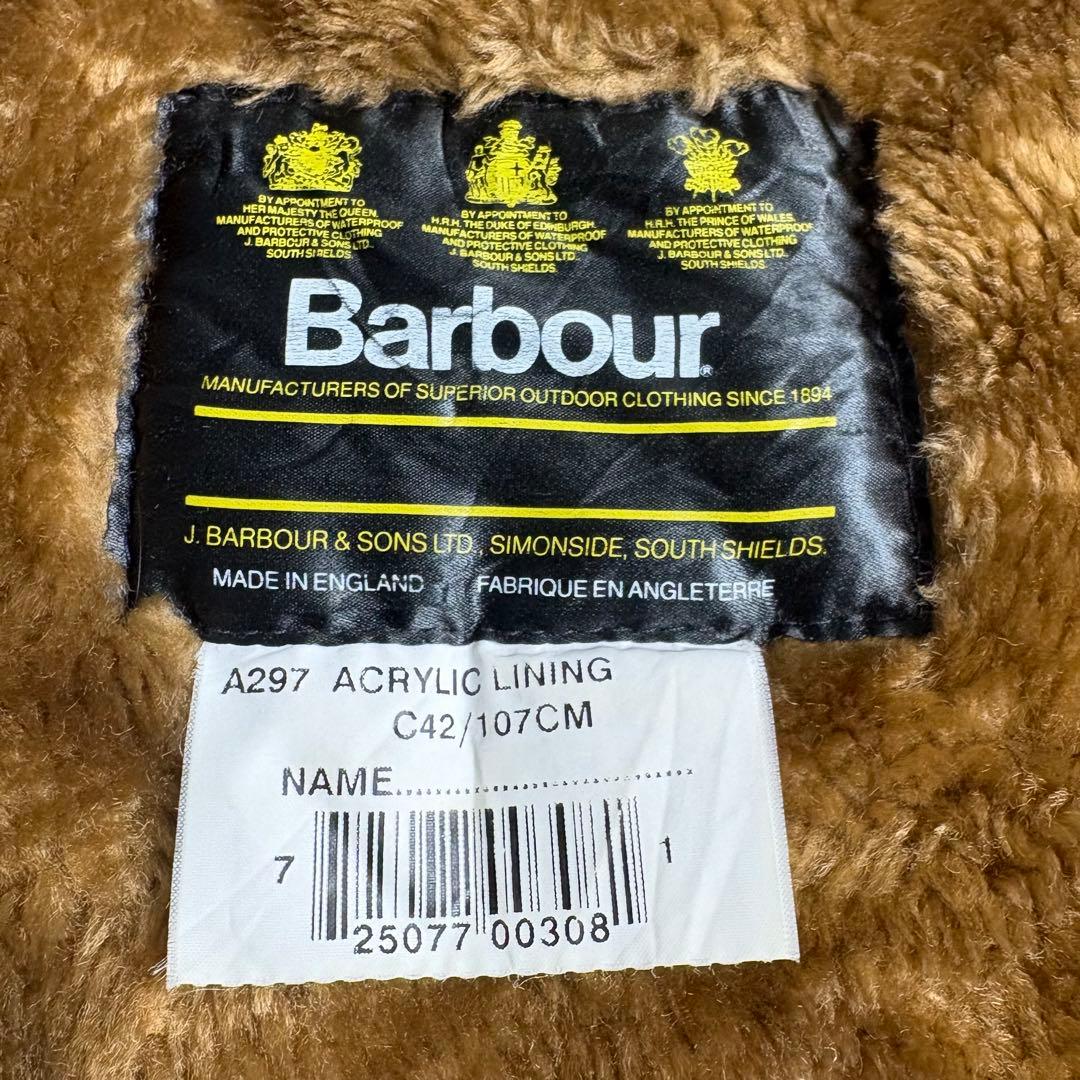 BY APPOINTMENT TO
HER MAJESTY THE QUEEN.
MANUFACTURERS OF WATERPROOF
AND PROTECTIVE CLOTHING
J. BARBOUR & SONS LTD.,
SOUTH SHIELDS
BY APPOINTMENT TO
H.R.H. THE DUKE OF EDINBURGH.
MANUFACTURERS OF WATERPROOF
AND PROTECTIVE CLOTHING
J. BARBOUR & SONS LTD.
SOUTH SHIELDS
BY APPOINTMENT TO
H.R.H. THE PRINCE OF WALES.
MANUFACTURERS OF WATERPROOF
AND PROTECTIVE CLOTHING
J. BARBOUR & SONS LTD.,
SOUTH SHIELDS
Barbour®
MANUFACTURERS OF SUPERIOR OUTDOOR CLOTHING SINCE 1894
J. BARBOUR & SONS LTD., SIMONSIDE, SOUTH SHIELDS.
MADE IN ENGLAND FABRIQUE EN ANGLETERRE
A297 ACRYLIC LINING
C42/107CM
NAME
7 25077 00308 1